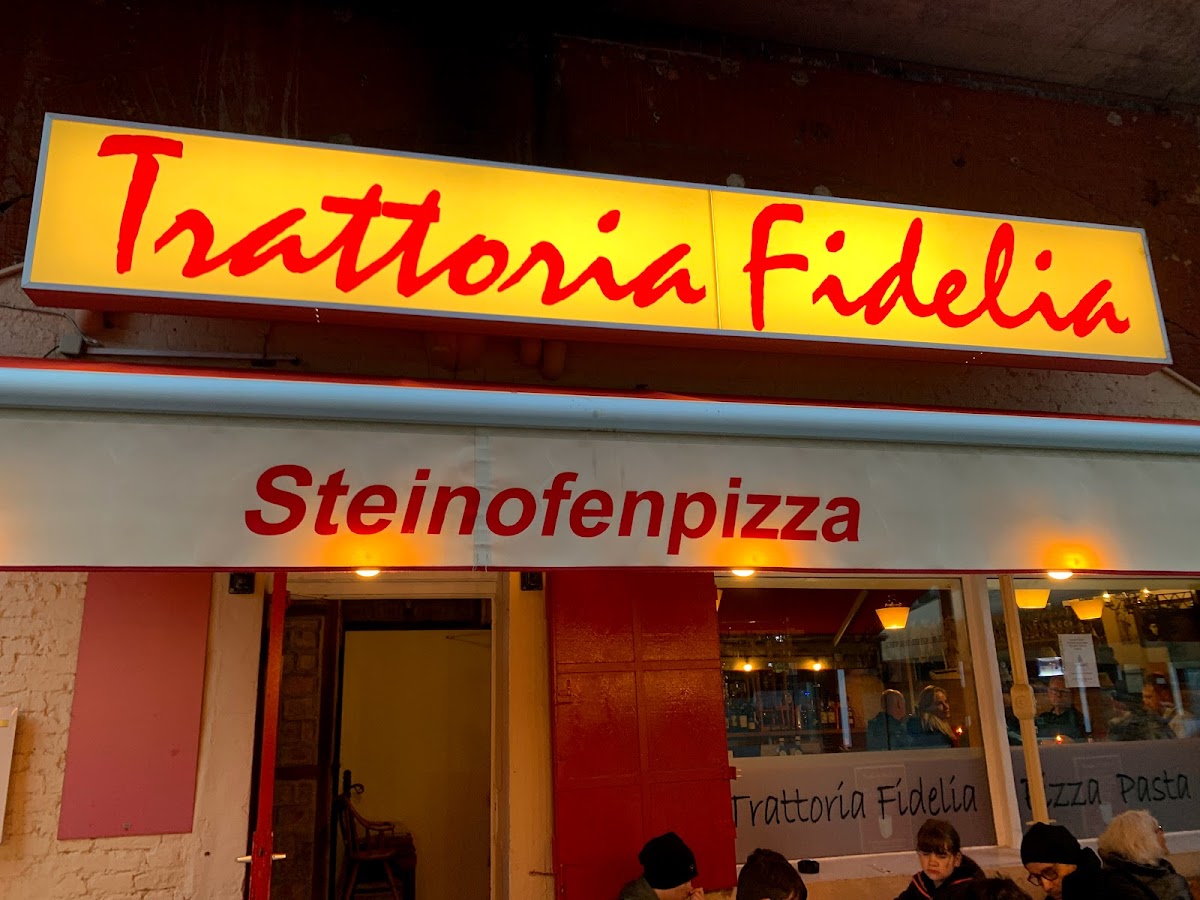 Trattoria Fidelia
Steinofenpizza
Trattoria Fidelia
Pizza Pasta